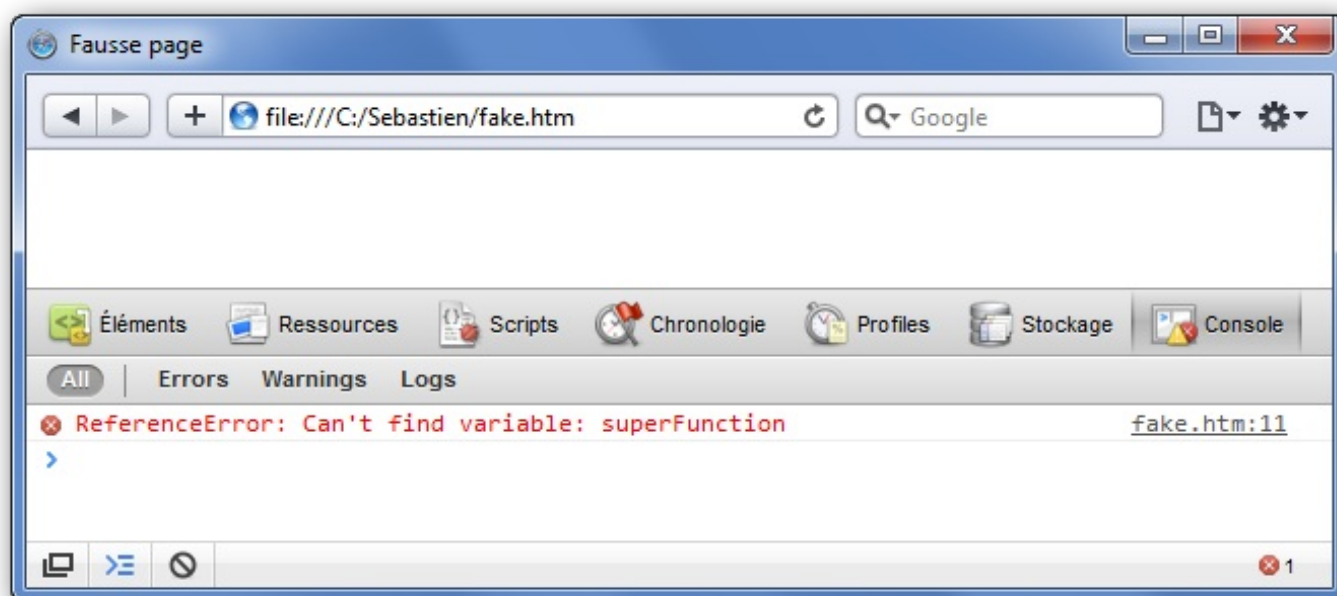 Fausse page
file:///C:/Sebastien/fake.htm Google
Éléments Ressources Scripts Chronologie Profiles Stockage Console
All Errors Warnings Logs
ReferenceError: Can't find variable: superFunction fake.htm:11
1